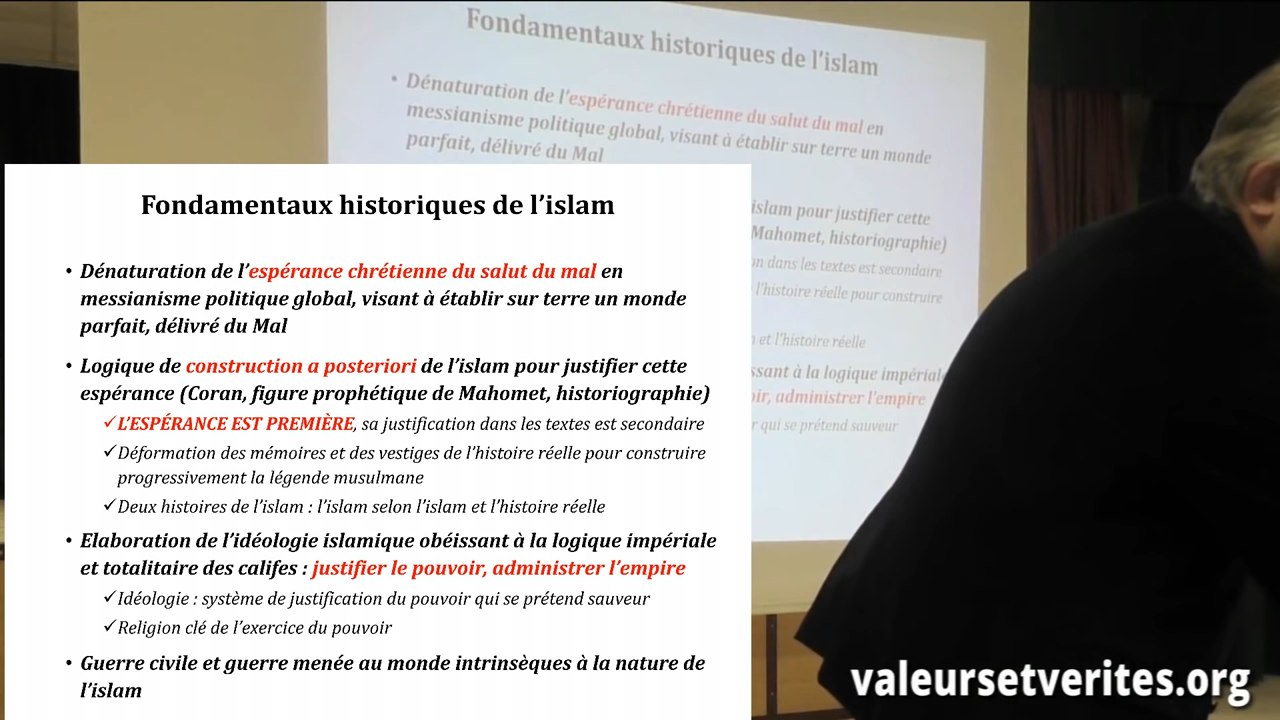 Fondamentaux historiques de l'islam
• Dénaturation de l'espérance chrétienne du salut du mal en
messianisme politique global, visant à établir sur terre un monde
parfait, délivré du Mal
islam pour justifier cette
Mahomet, historiographie)
dans les textes est secondaire
l'histoire réelle pour construire
et l'histoire réelle
à la logique impériale
administrer l'empire
qui se prétend sauveur
Fondamentaux historiques de l'islam
• Dénaturation de l'espérance chrétienne du salut du mal en
messianisme politique global, visant à établir sur terre un monde
parfait, délivré du Mal
• Logique de construction a posteriori de l'islam pour justifier cette
espérance (Coran, figure prophétique de Mahomet, historiographie)
✓L'ESPÉRANCE EST PREMIÈRE, sa justification dans les textes est secondaire
✓Déformation des mémoires et des vestiges de l'histoire réelle pour construire
progressivement la légende musulmane
✓Deux histoires de l'islam : l'islam selon l'islam et l'histoire réelle
• Elaboration de l'idéologie islamique obéissant à la logique impériale
et totalitaire des califes : justifier le pouvoir, administrer l'empire
✓Idéologie : système de justification du pouvoir qui se prétend sauveur
✓Religion clé de l'exercice du pouvoir
• Guerre civile et guerre menée au monde intrinsèques à la nature de
l'islam
valeursetverites.org